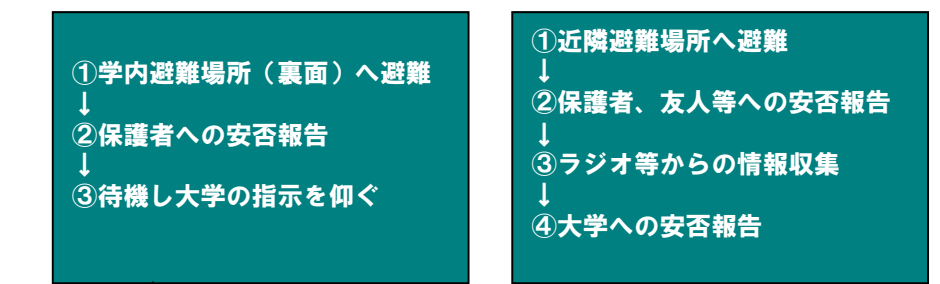 ①学内避難場所（裏面）へ避難
↓
②保護者への安否報告
↓
③待機し大学の指示を仰ぐ
①近隣避難場所へ避難
↓
②保護者、友人等への安否報告
↓
③ラジオ等からの情報収集
↓
④大学への安否報告